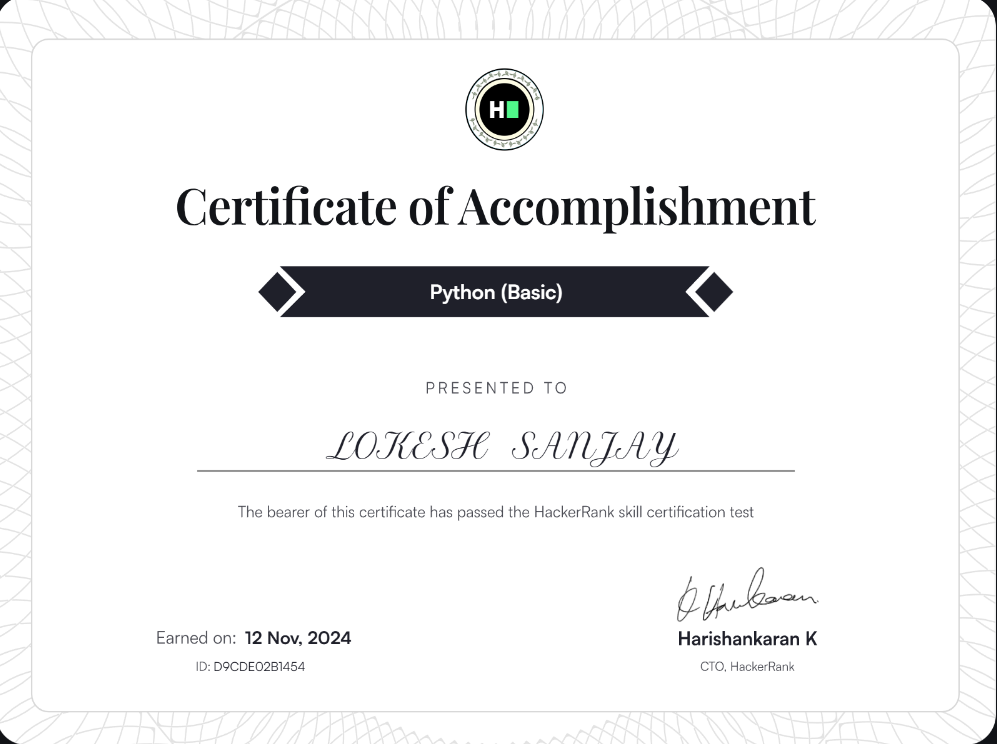 H
Certificate of Accomplishment
Python (Basic)
PRESENTED TO
LOKESH SANJAY
The bearer of this certificate has passed the HackerRank skill certification test
Earned on: 12 Nov, 2024
ID: D9CDE02B1454
Harishankaran K
CTO, HackerRank